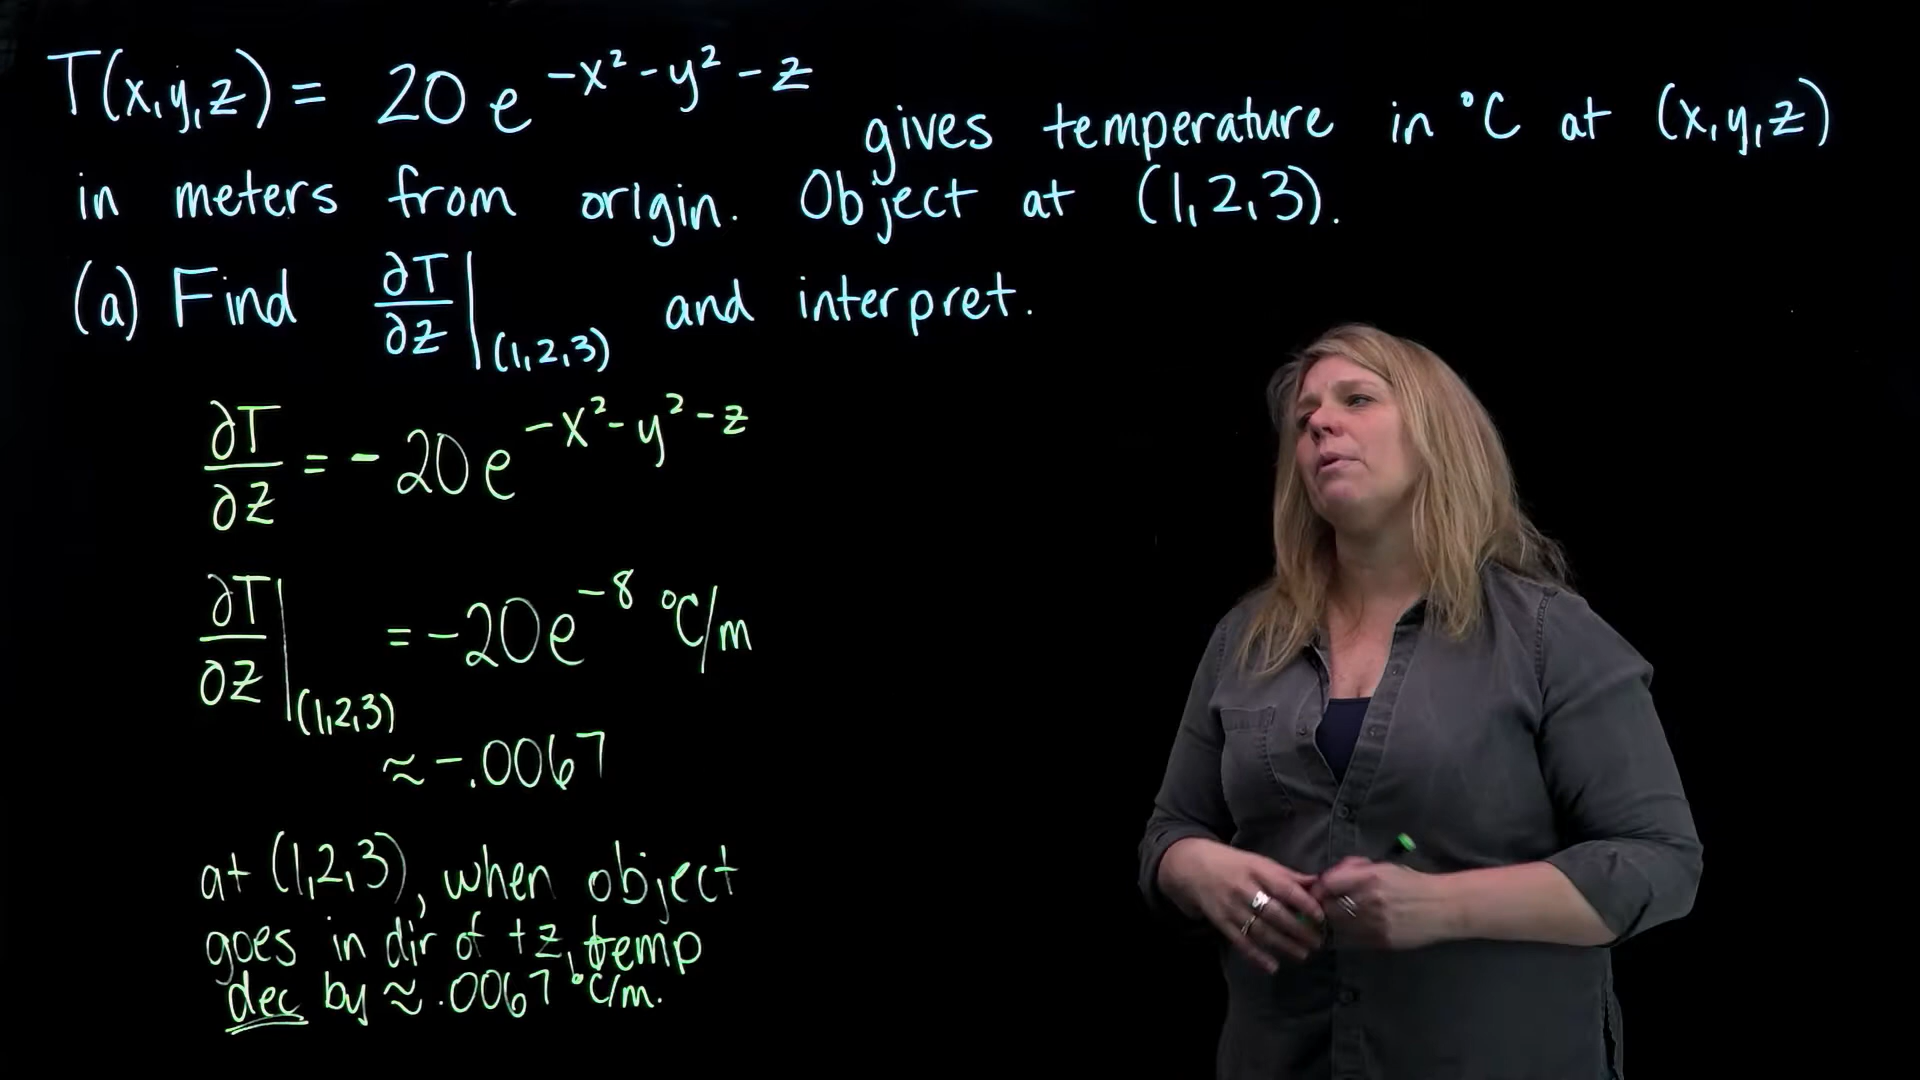 T(x,y,z) = 20 e^{-x² - y² - z} gives temperature in °C at (x,y,z)
in meters from origin. Object at (1,2,3).
(a) Find ∂T/∂z |(1,2,3) and interpret.
∂T/∂z = -20 e^{-x² - y² - z}
∂T/∂z |(1,2,3) = -20 e^{-8} °C/m
≈ -.0067
at (1,2,3), when object
goes in dir of +z, temp
dec by ≈ .0067 °C/m.